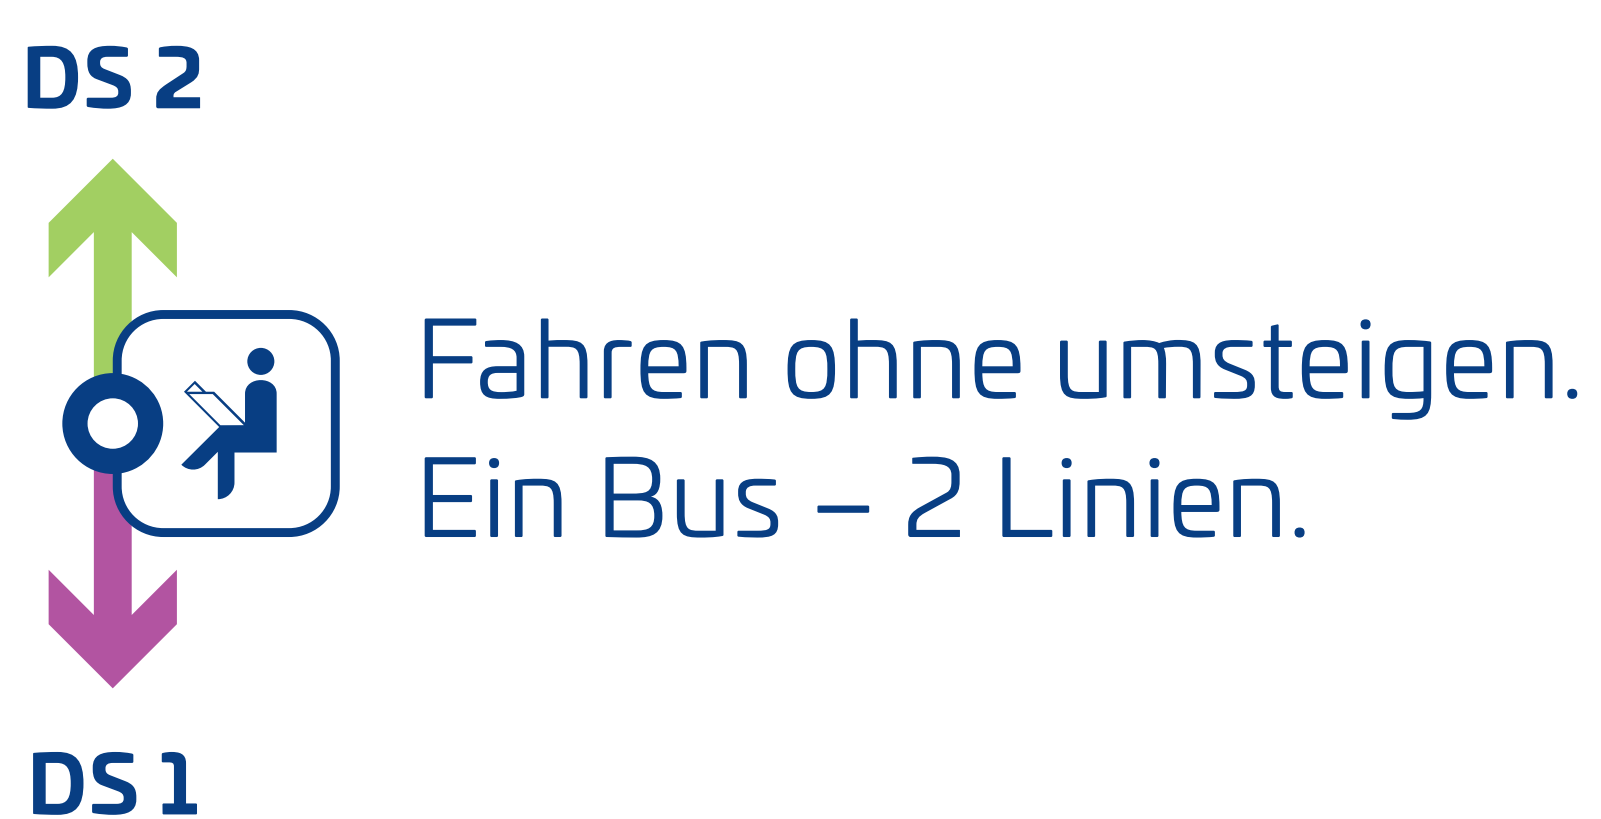 DS 2
Fahren ohne umsteigen.
Ein Bus – 2 Linien.
DS 1